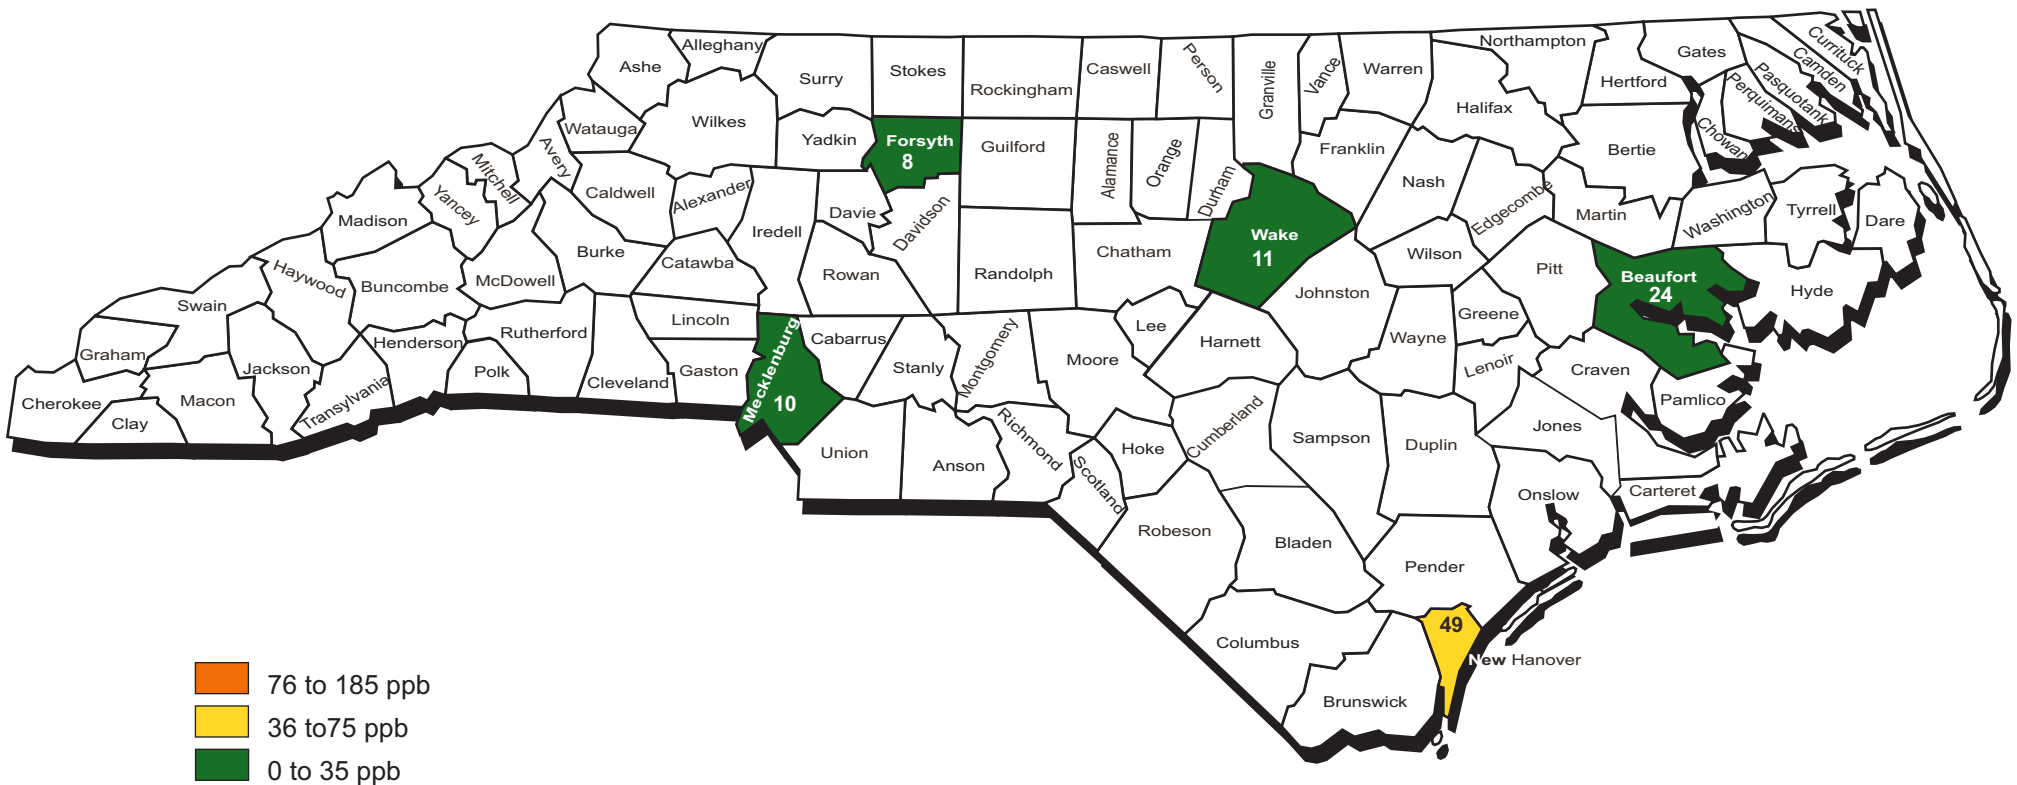 Alleghany
Ashe
Surry
Stokes
Rockingham
Caswell
Person
Granville
Vance
Warren
Northampton
Hertford
Gates
Currituck
Camden
Pasquotank
Perquimans
Chowan
Halifax
Watauga
Wilkes
Yadkin
Forsyth
8
Guilford
Alamance
Orange
Durham
Franklin
Nash
Edgecombe
Bertie
Martin
Washington
Tyrrell
Dare
Avery
Mitchell
Yancey
Madison
Caldwell
Alexander
Iredell
Davie
Davidson
Chatham
Wake
11
Wilson
Pitt
Beaufort
24
Hyde
Swain
Haywood
Buncombe
McDowell
Burke
Catawba
Rowan
Randolph
Johnston
Greene
Graham
Jackson
Henderson
Rutherford
Lincoln
Mecklenburg
10
Cabarrus
Stanly
Montgomery
Moore
Lee
Harnett
Wayne
Lenoir
Craven
Pamlico
Cherokee
Clay
Macon
Transylvania
Polk
Cleveland
Gaston
Union
Anson
Richmond
Scotland
Hoke
Cumberland
Sampson
Duplin
Jones
Onslow
Carteret
Robeson
Bladen
Pender
Columbus
Brunswick
49
New Hanover
76 to 185 ppb
36 to75 ppb
0 to 35 ppb